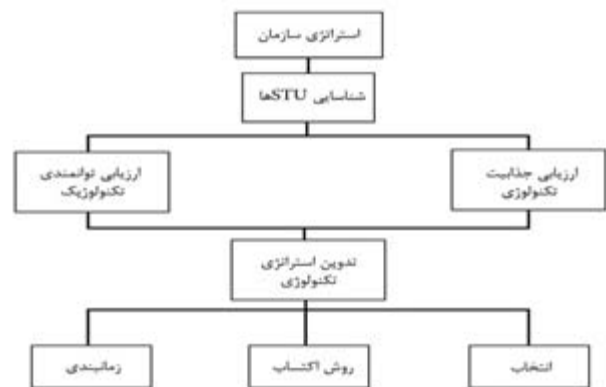 استراتژی سازمان
شناسایی STUها
ارزیابی جذابیت
تکنولوژی
ارزیابی توانمندی
تکنولوژیک
تدوین استراتژی
تکنولوژی
انتخاب
روش اکتساب
زمانبندی